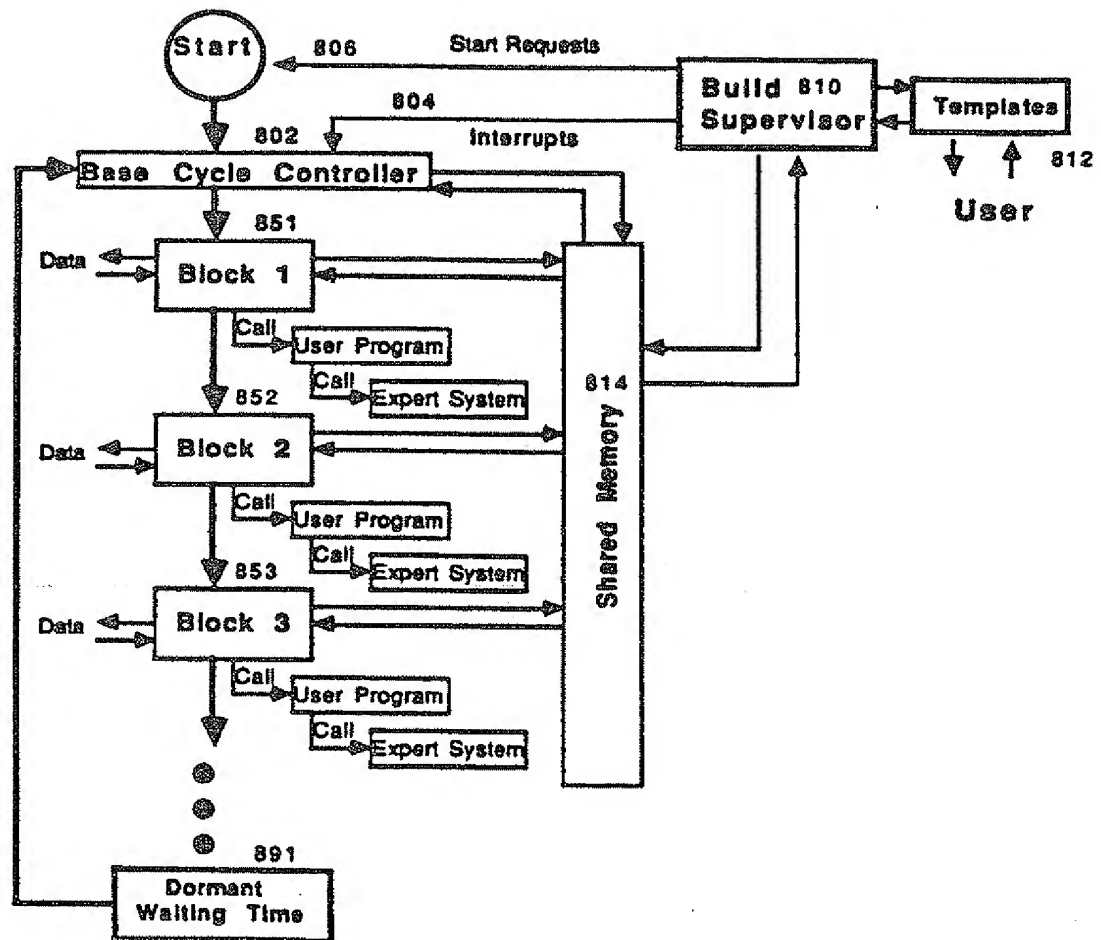 Start
806
Start Requests
Build 810
Supervisor
Templates
812
User
804
Interrupts
802
Base Cycle Controller
851
Data
Block 1
Call
User Program
Call
Expert System
852
Data
Block 2
Call
User Program
Call
Expert System
853
Data
Block 3
Call
User Program
Call
Expert System
814
Shared Memory
891
Dormant
Waiting Time